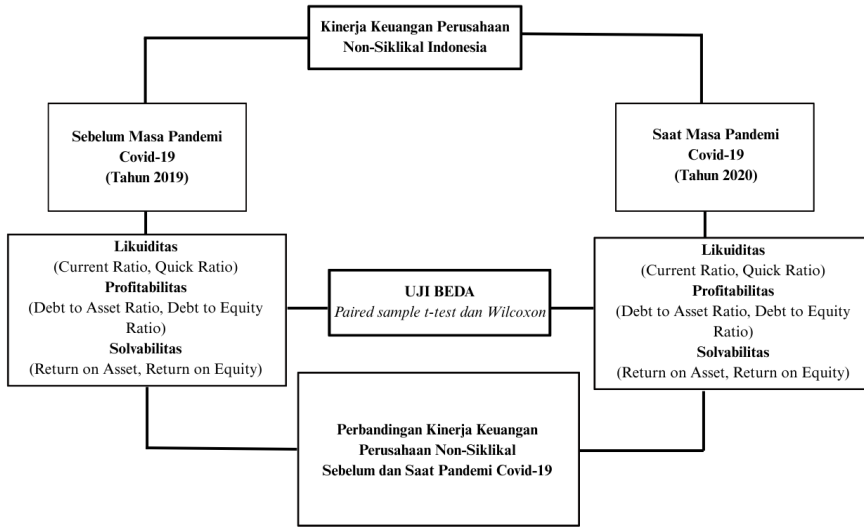 Kinerja Keuangan Perusahaan
Non-Siklikal Indonesia
Sebelum Masa Pandemi
Covid-19
(Tahun 2019)
Saat Masa Pandemi
Covid-19
(Tahun 2020)
Likuiditas
(Current Ratio, Quick Ratio)
Profitabilitas
(Debt to Asset Ratio, Debt to Equity
Ratio)
Solvabilitas
(Return on Asset, Return on Equity)
UJI BEDA
Paired sample t-test dan Wilcoxon
Likuiditas
(Current Ratio, Quick Ratio)
Profitabilitas
(Debt to Asset Ratio, Debt to Equity
Ratio)
Solvabilitas
(Return on Asset, Return on Equity)
Perbandingan Kinerja Keuangan
Perusahaan Non-Siklikal
Sebelum dan Saat Pandemi Covid-19